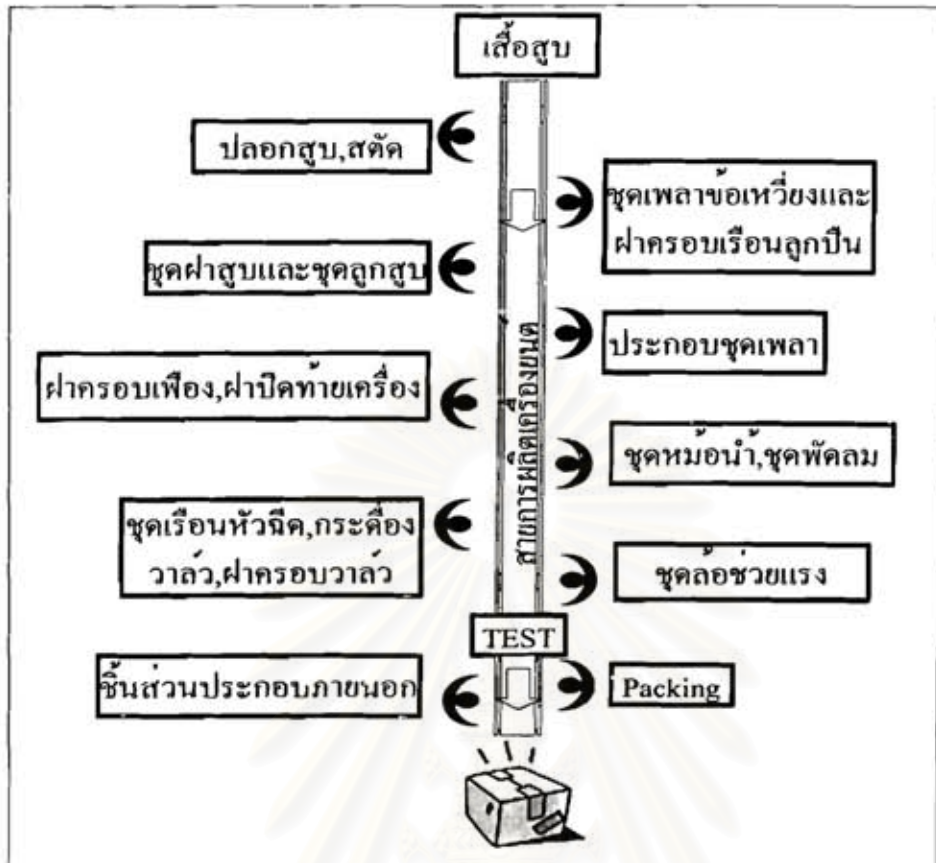 เสื้อสูบ
ปลอกสูบ,สตัด
ชุดเพลาข้อเหวี่ยงและ
ฝาครอบเรือนลูกปืน
ชุดฝาสูบและชุดลูกสูบ
ประกอบชุดเพลา
ฝาครอบเฟือง,ฝาปิดท้ายเครื่อง
สายการผลิตเครื่องยนต์
ชุดหม้อน้ำ,ชุดพัดลม
ชุดเรือนหัวฉีด,กระดื่อง
วาล์ว,ฝาครอบวาล์ว
ชุดล้อช่วยแรง
TEST
ชิ้นส่วนประกอบภายนอก
Packing